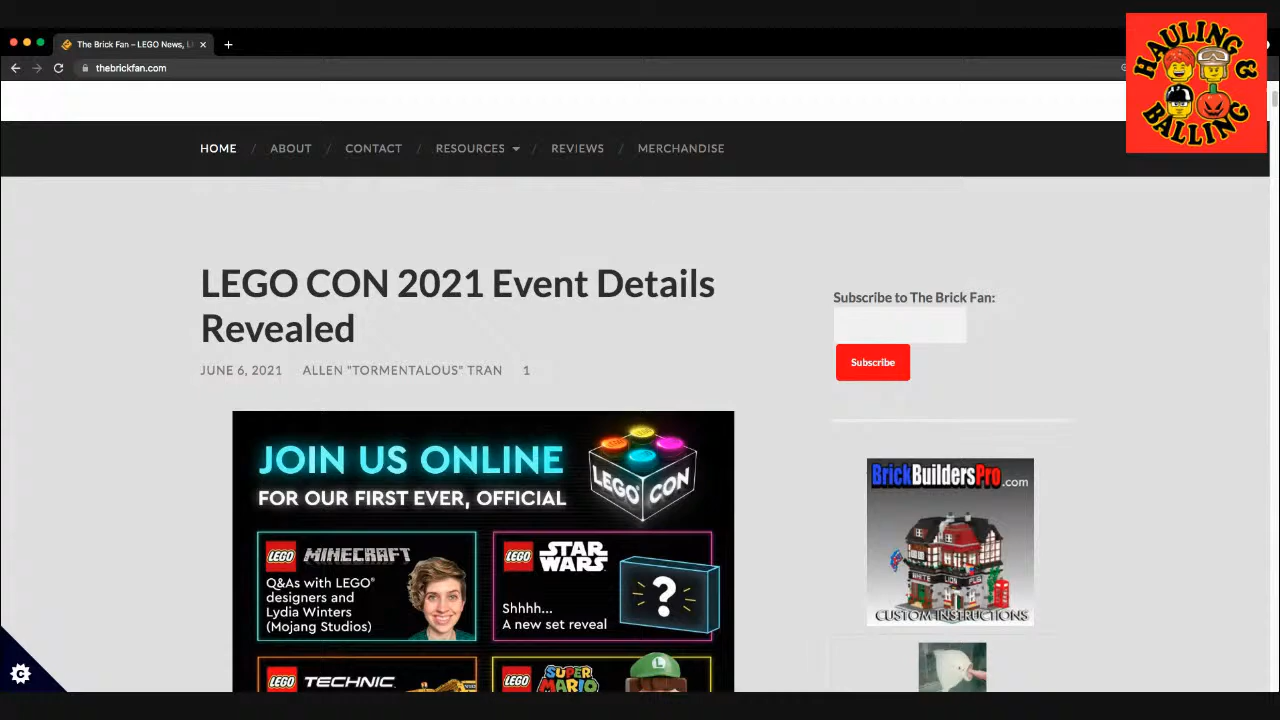 The Brick Fan – LEGO News, L
thebrickfan.com
HAULING &
BALLING
HOME / ABOUT / CONTACT / RESOURCES / REVIEWS / MERCHANDISE
LEGO CON 2021 Event Details
Revealed
JUNE 6, 2021 ALLEN "TORMENTALOUS" TRAN 1
Subscribe to The Brick Fan:
Subscribe
JOIN US ONLINE
FOR OUR FIRST EVER, OFFICIAL
LEGO CON
LEGO MINECRAFT
Q&As with LEGO®
designers and
Lydia Winters
(Mojang Studios)
LEGO STAR
WARS
?
Shhhh...
A new set reveal
LEGO TECHNIC
LEGO SUPER
MARIO
L
BrickBuildersPro.com
WHITE LION PUB
CUSTOM INSTRUCTIONS
C